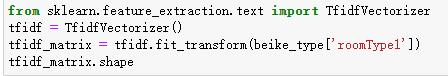 from sklearn.feature_extraction.text import TfidfVectorizer
tfidf = TfidfVectorizer()
tfidf_matrix = tfidf.fit_transform(beike_type['roomType1'])
tfidf_matrix.shape